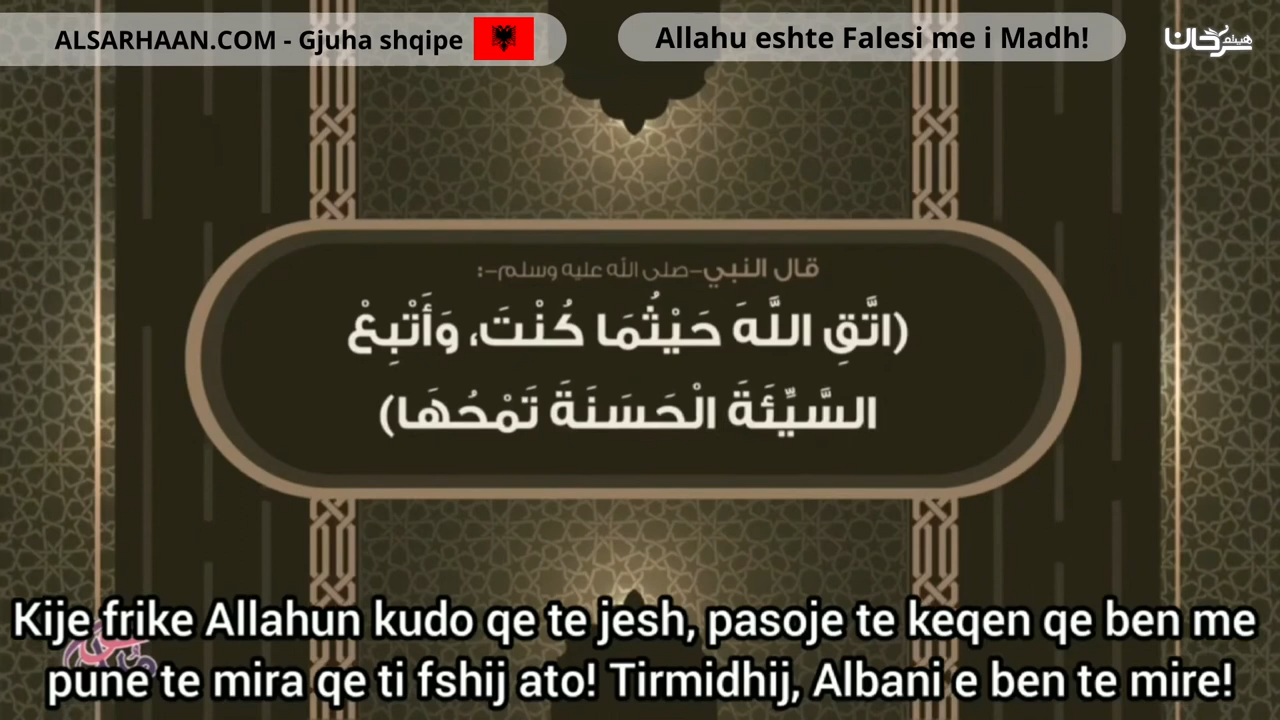 ALSARHAAN.COM - Gjuha shqipe
Allahu eshte Falesi me i Madh!
هيثم سرحان
قال النبي-صلى الله عليه وسلم-:
(اتَّقِ اللَّهَ حَيْثُمَا كُنْتَ، وَأَتْبِعْ
السَّيِّئَةَ الْحَسَنَةَ تَمْحُهَا)
Kije frike Allahun kudo qe te jesh, pasoje te keqen qe ben me
pune te mira qe ti fshij ato! Tirmidhij, Albani e ben te mire!